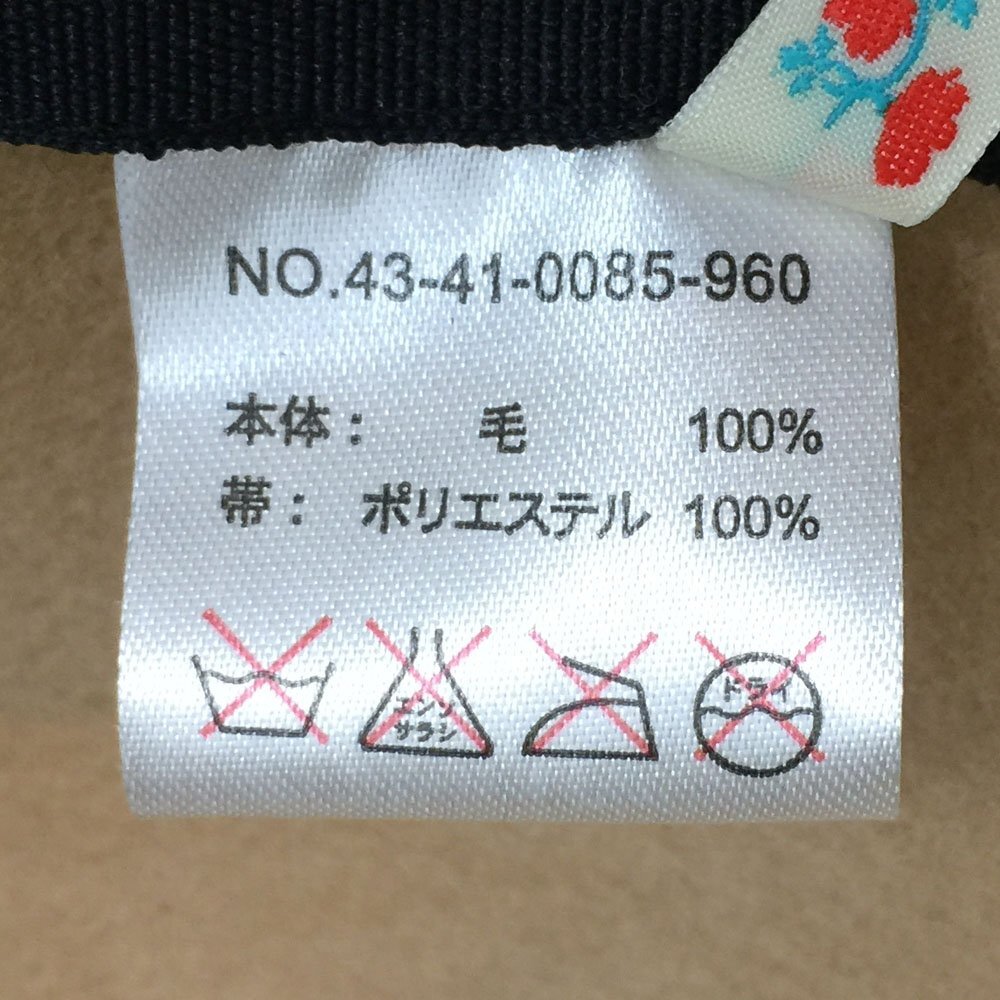 NO.43-41-0085-960
本体： 毛 100%
帯： ポリエステル 100%
エンソ
サラシ
ドライ